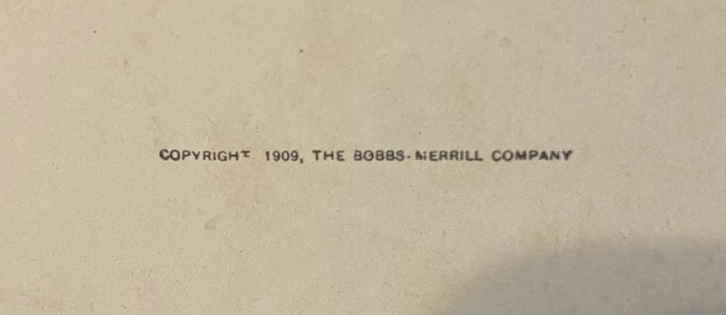 COPYRIGHT 1909, THE BOBBS-MERRILL COMPANY